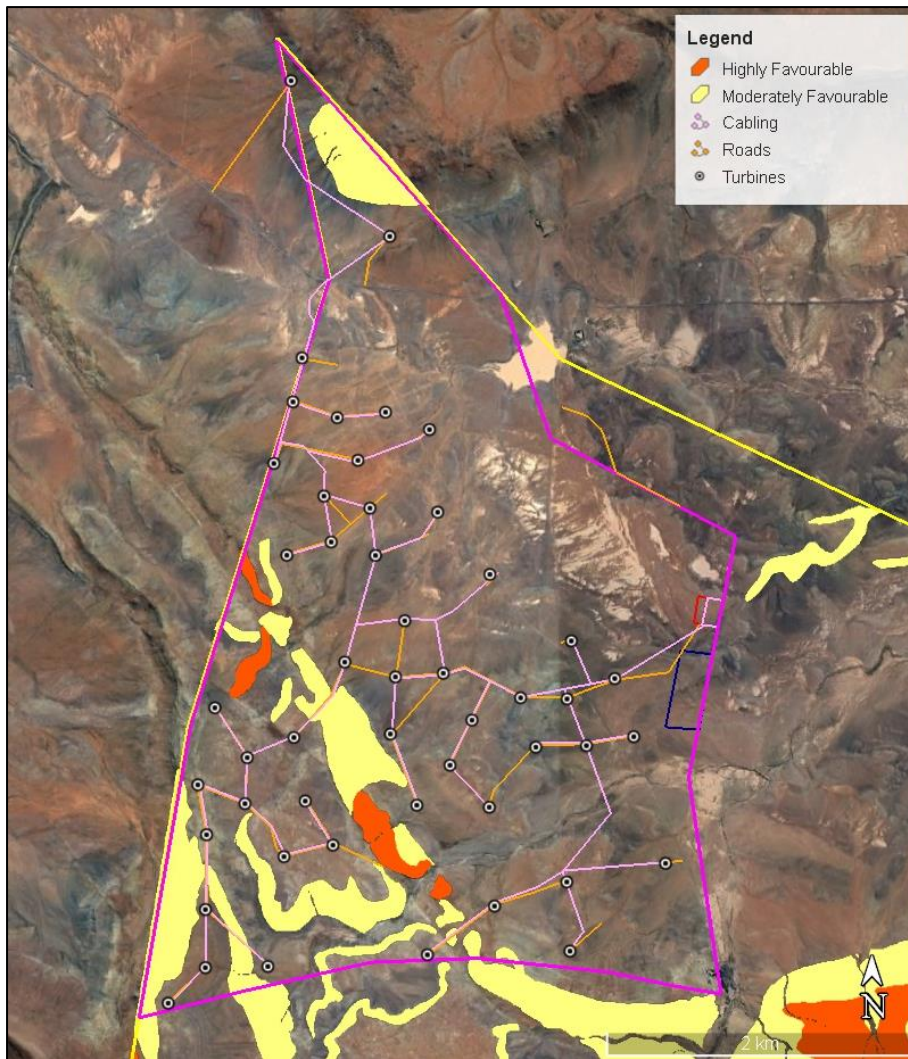 Legend
Highly Favourable
Moderately Favourable
Cabling
Roads
Turbines
N
2 km